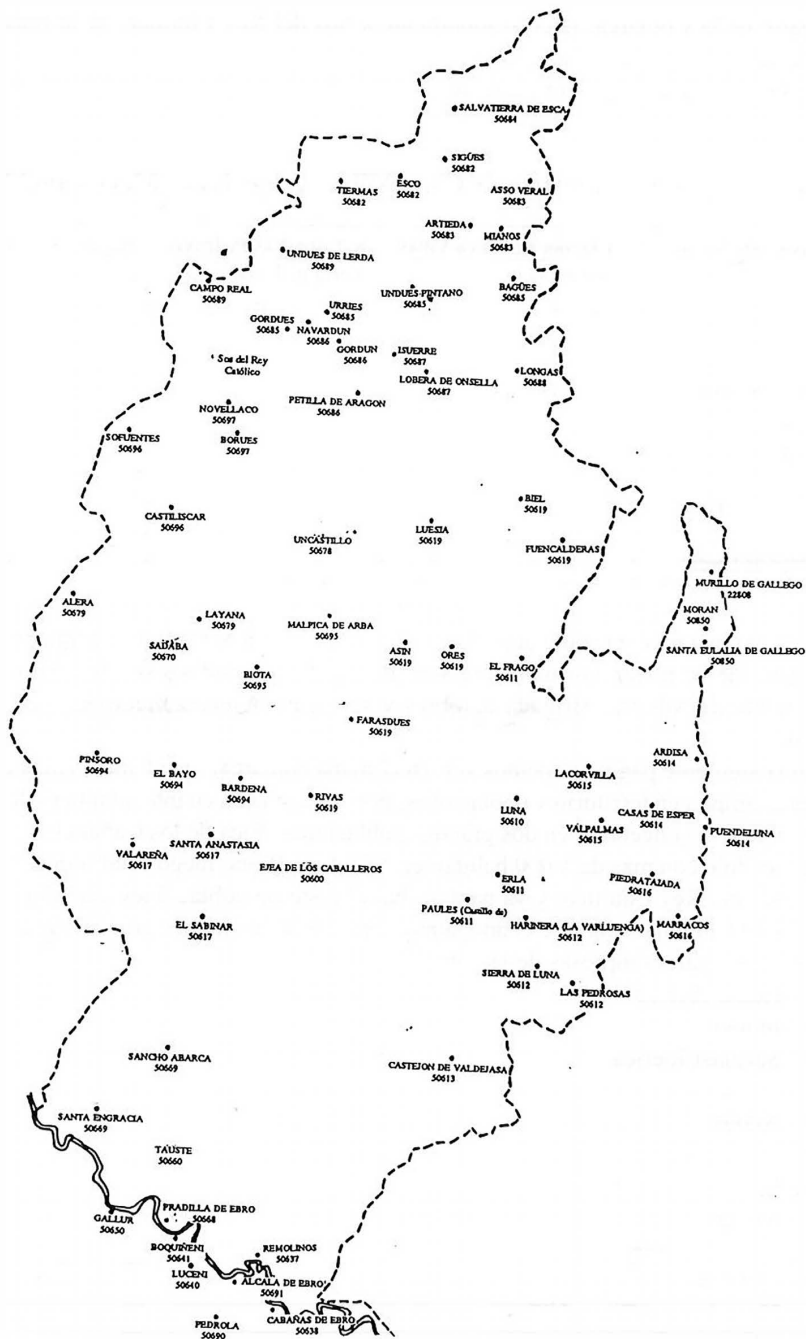 SALVATIERRA DE ESCA
50684
SIGÜES
50682
TIERMAS
50682
ESCO
50682
ASSO VERAL
50683
ARTIEDA
50683
MIANOS
50683
UNDUES DE LERDA
50689
CAMPO REAL
50689
UNDUES-PINTANO
50685
BAGÜES
50685
URRIES
50685
GORDUES
50685
NAVARDUN
50686
GORDUN
50686
ISUERRE
50687
Sos del Rey
Católico
LOBERA DE ONSELLA
50687
LONGAS
50688
PETILLA DE ARAGON
50686
NOVELLACO
50697
SOFUENTES
50696
BORUES
50697
BIEL
50619
CASTILISCAR
50696
UNCASTILLO
50678
LUESIA
50619
FUENCALDERAS
50619
MURILLO DE GALLEGO
22808
ALERA
50679
MORAN
50850
LAYANA
50679
MALPICA DE ARBA
50695
SADABA
50670
ASIN
50619
ORES
50619
SANTA EULALIA DE GALLEGO
50850
EL FRAGO
50611
BIOTA
50695
FARASDUES
50619
ARDISA
50614
PINSORO
50694
EL BAYO
50694
BARDENA
50694
RIVAS
50619
LACORVILLA
50615
LUNA
50610
CASAS DE ESPER
50614
VALPALMAS
50615
PUENDELUNA
50614
VALAREÑA
50617
SANTA ANASTASIA
50617
EJEA DE LOS CABALLEROS
50600
ERLA
50611
PIEDRATAJADA
50616
PAULES (Castillo de)
50611
EL SABINAR
50617
HARINERA (LA VARLUENGA)
50612
MARRACOS
50616
SIERRA DE LUNA
50612
LAS PEDROSAS
50612
SANCHO ABARCA
50669
CASTEJON DE VALDEJASA
50613
SANTA ENGRACIA
50669
TAUSTE
50660
GALLUR
50650
PRADILLA DE EBRO
50668
BOQUIÑENI
50641
REMOLINOS
50637
LUCENI
50640
ALCALA DE EBRO
50691
CABAÑAS DE EBRO
50638
PEDROLA
50690